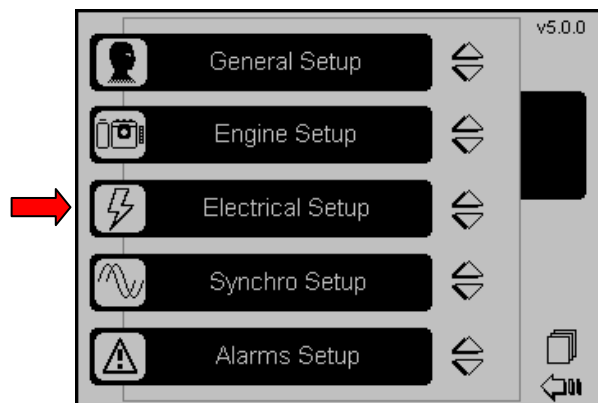 v5.0.0
General Setup
Engine Setup
Electrical Setup
Synchro Setup
Alarms Setup